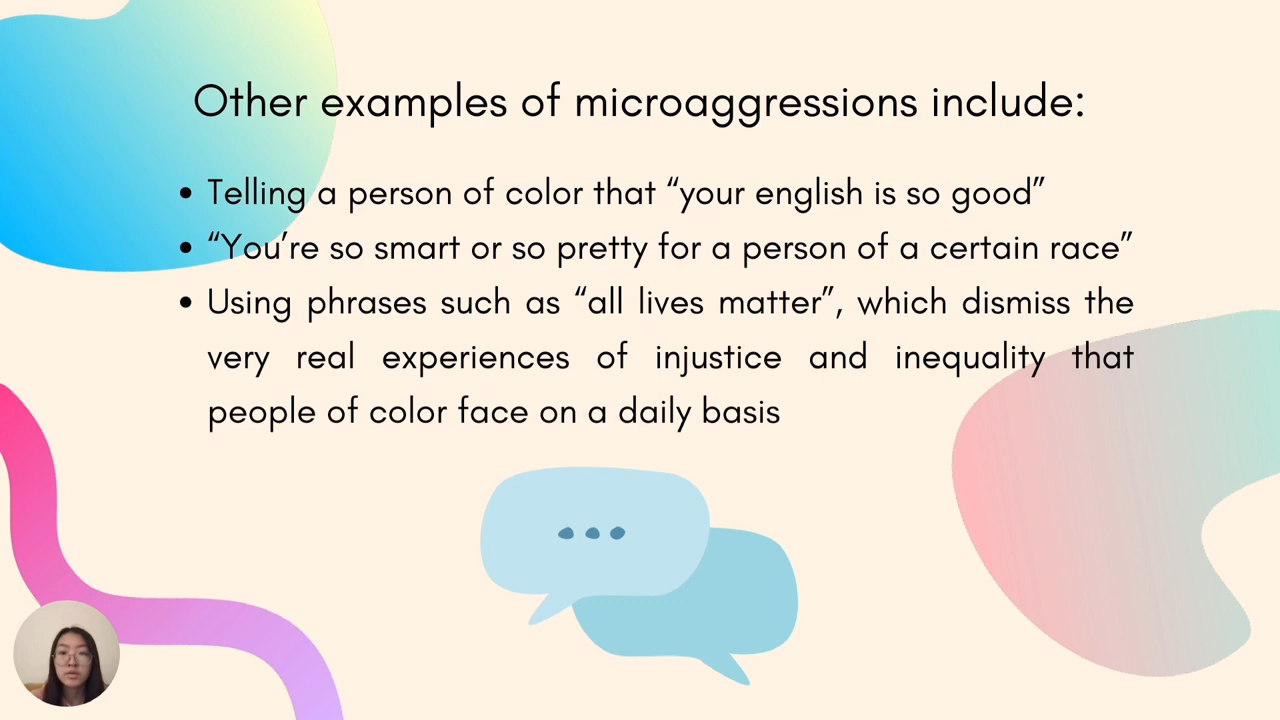 Other examples of microaggressions include:
• Telling a person of color that “your english is so good”
• “You’re so smart or so pretty for a person of a certain race”
• Using phrases such as “all lives matter”, which dismiss the
very real experiences of injustice and inequality that
people of color face on a daily basis